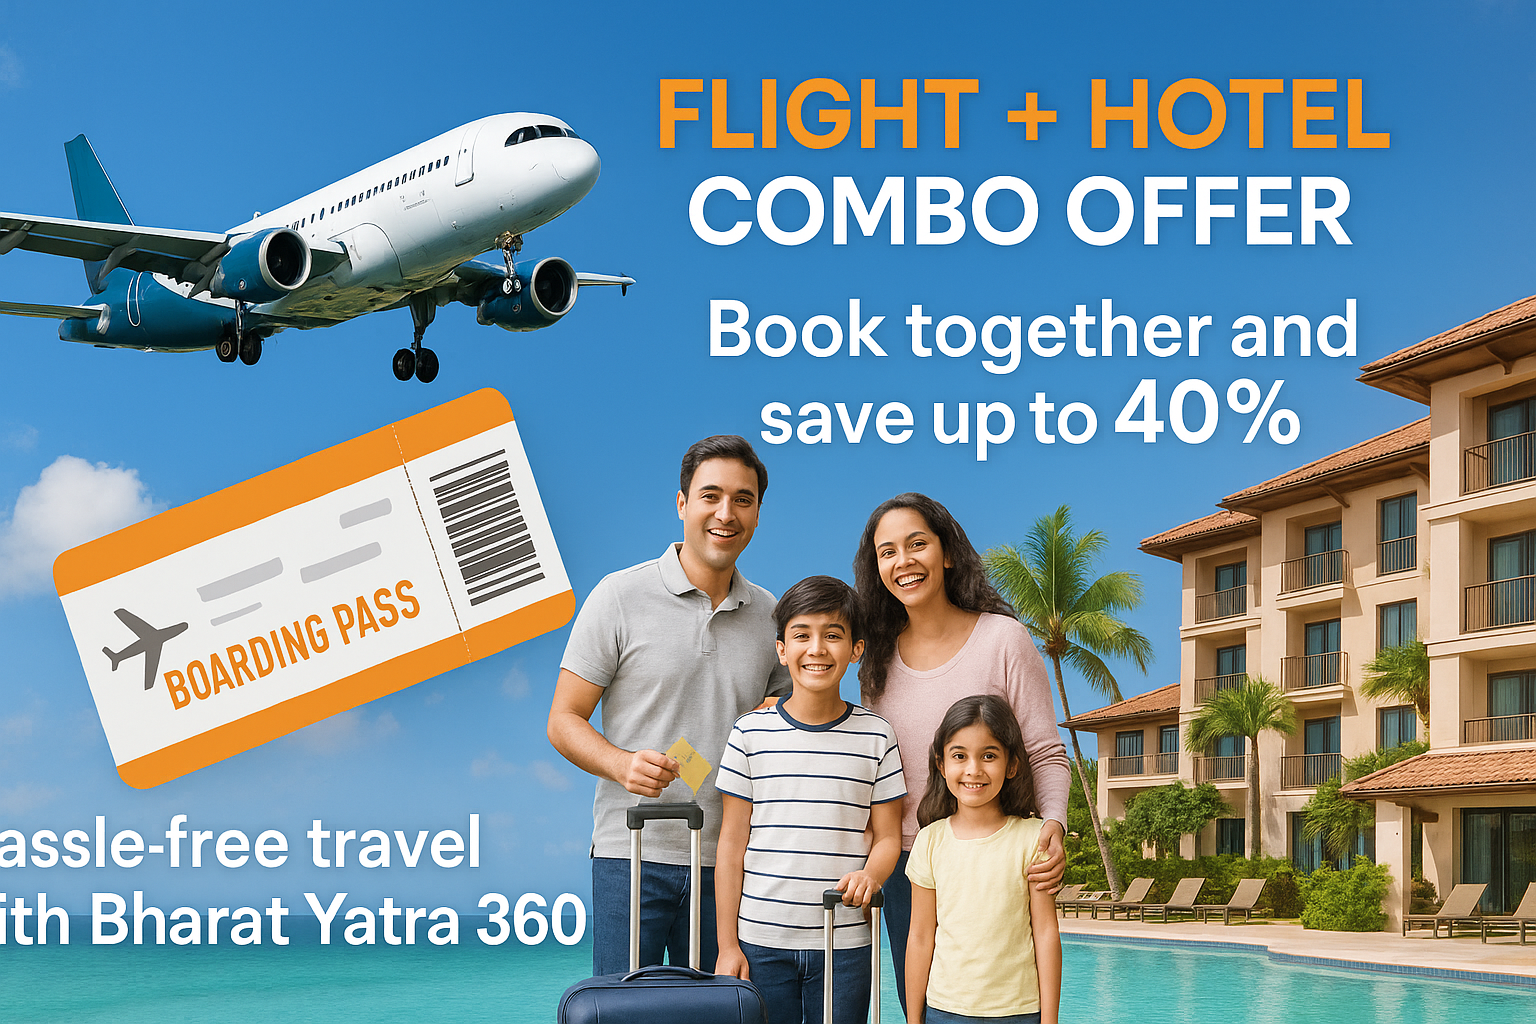 FLIGHT + HOTEL
COMBO OFFER
Book together and
save up to 40%
BOARDING PASS
assle-free travel
ith Bharat Yatra 360